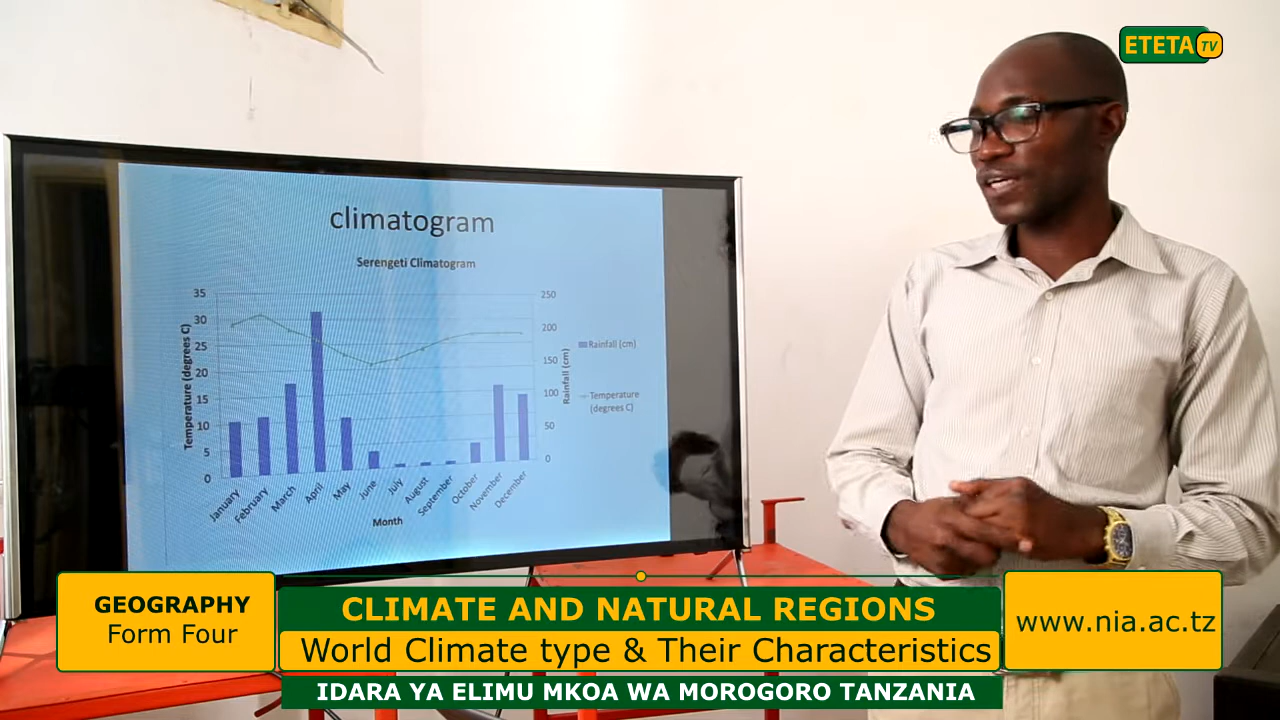 ETETA TV
climatogram
Serengeti Climatogram
35
30
25
20
15
10
5
0
Temperature (degrees C)
250
200
150
100
50
0
Rainfall (cm)
Rainfall (cm)
Temperature
(degrees C)
January
February
March
April
May
June
July
August
September
October
November
December
Month
GEOGRAPHY
Form Four
CLIMATE AND NATURAL REGIONS
World Climate type & Their Characteristics
www.nia.ac.tz
IDARA YA ELIMU MKOA WA MOROGORO TANZANIA